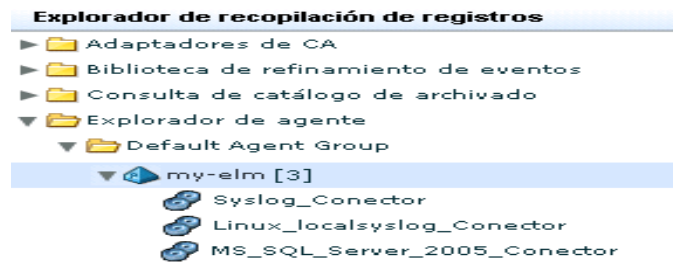 Explorador de recopilación de registros
Adaptadores de CA
Biblioteca de refinamiento de eventos
Consulta de catálogo de archivado
Explorador de agente
Default Agent Group
my-elm [3]
Syslog_Conector
Linux_localsyslog_Conector
MS_SQL_Server_2005_Conector